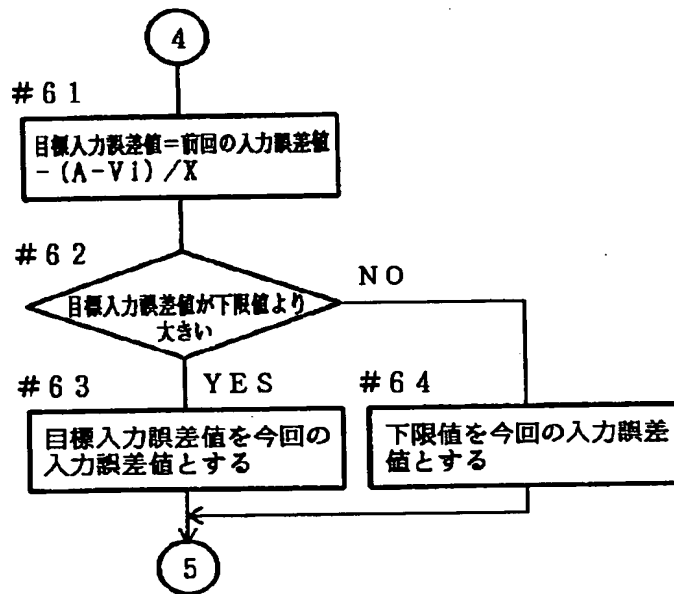 4
#61
目標入力誤差値=前回の入力誤差値
-(A-Vi)/X
#62
NO
目標入力誤差値が下限値より
大きい
#63
YES
#64
目標入力誤差値を今回の
入力誤差値とする
下限値を今回の入力誤差
値とする
5